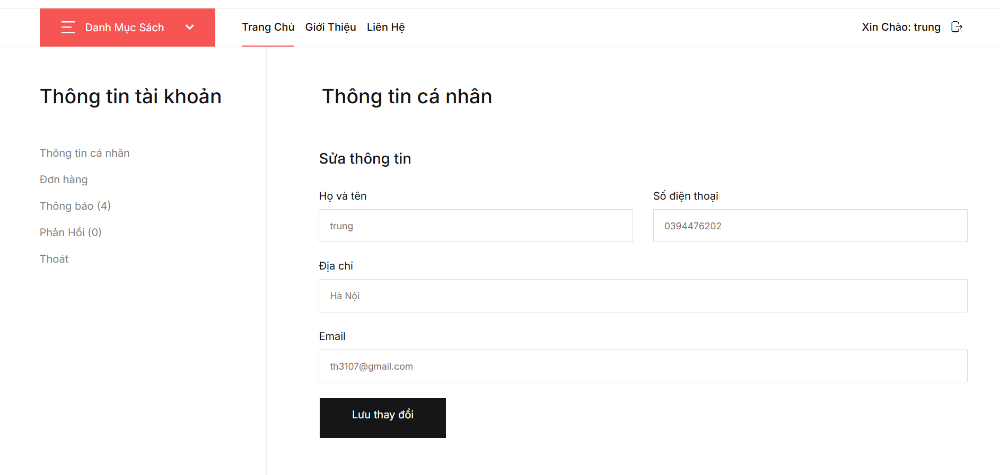 Danh Mục Sách
Trang Chủ Giới Thiệu Liên Hệ
Xin Chào: trung
Thông tin tài khoản
Thông tin cá nhân
Đơn hàng
Thông báo (4)
Phản Hồi (0)
Thoát
Thông tin cá nhân
Sửa thông tin
Họ và tên
trung
Số điện thoại
0394476202
Địa chỉ
Hà Nội
Email
th3107@gmail.com
Lưu thay đổi